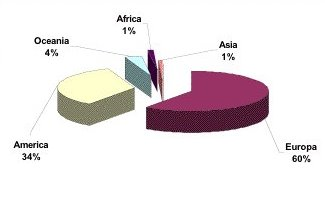 Africa
1%
Oceania
4%
Asia
1%
America
34%
Europa
60%